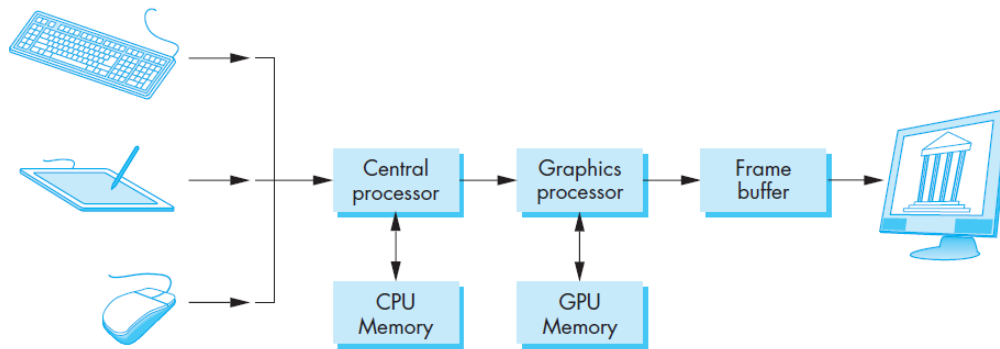 Central
processor
Graphics
processor
Frame
buffer
CPU
Memory
GPU
Memory